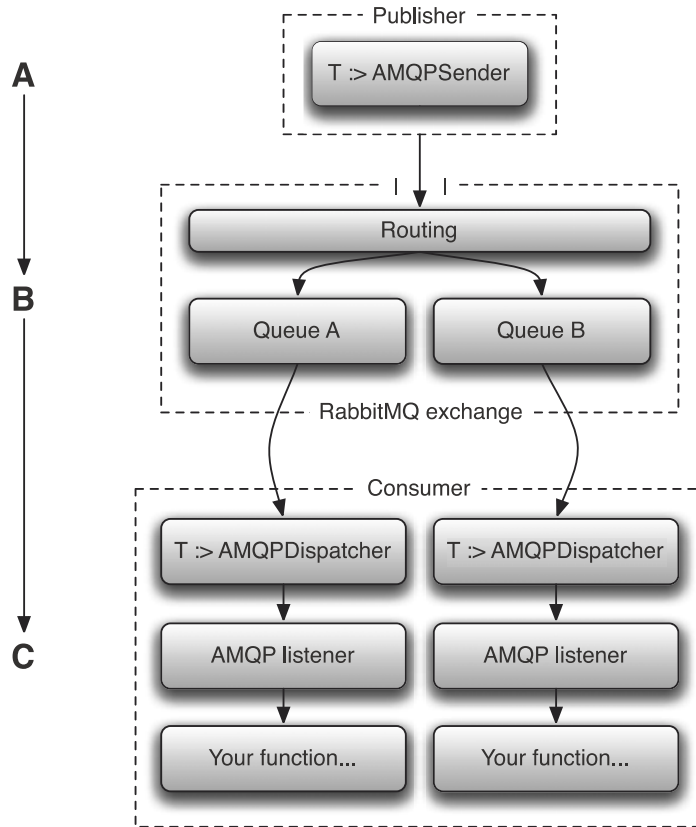 Publisher
A
T :> AMQPSender
Routing
B
Queue A
Queue B
RabbitMQ exchange
Consumer
T :> AMQPDispatcher
T :> AMQPDispatcher
C
AMQP listener
AMQP listener
Your function...
Your function...